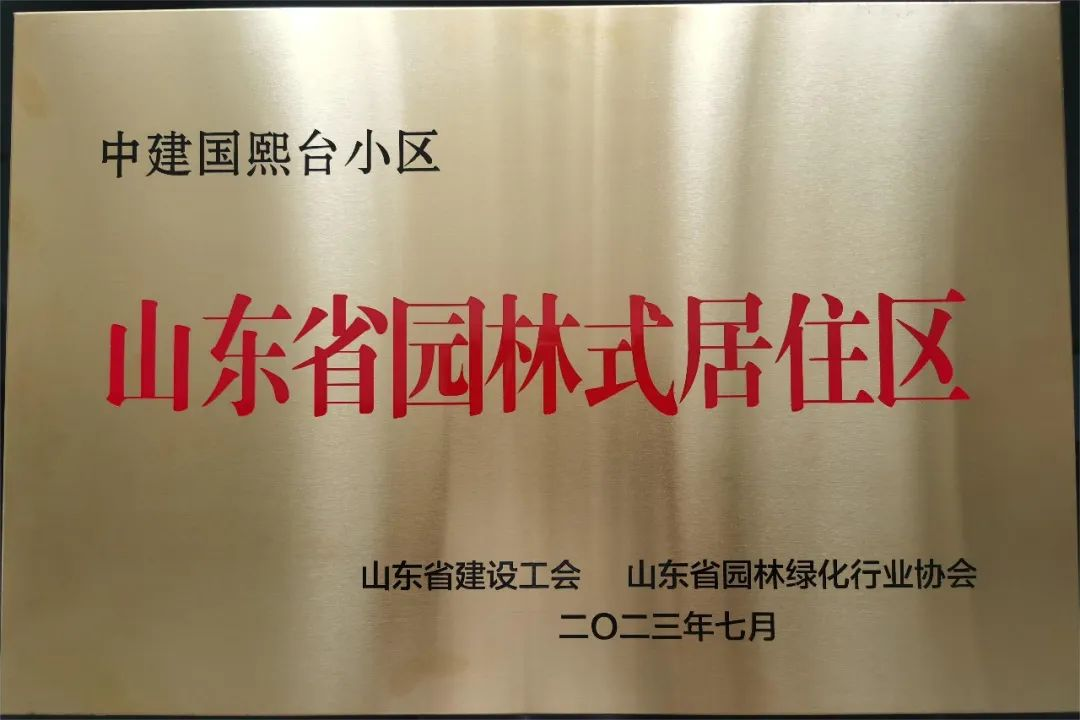 中建国熙台小区
山东省园林式居住区
山东省建设工会 山东省园林绿化行业协会
二〇二三年七月